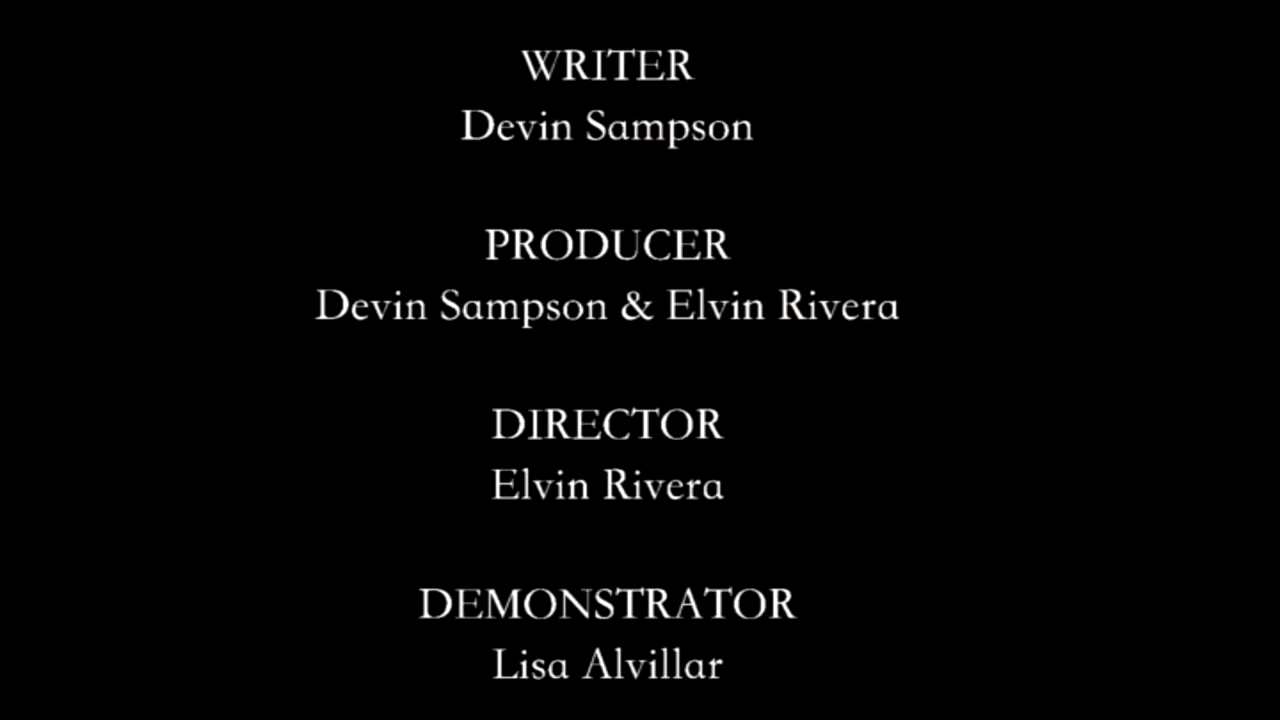 WRITER
Devin Sampson
PRODUCER
Devin Sampson & Elvin Rivera
DIRECTOR
Elvin Rivera
DEMONSTRATOR
Lisa Alvillar